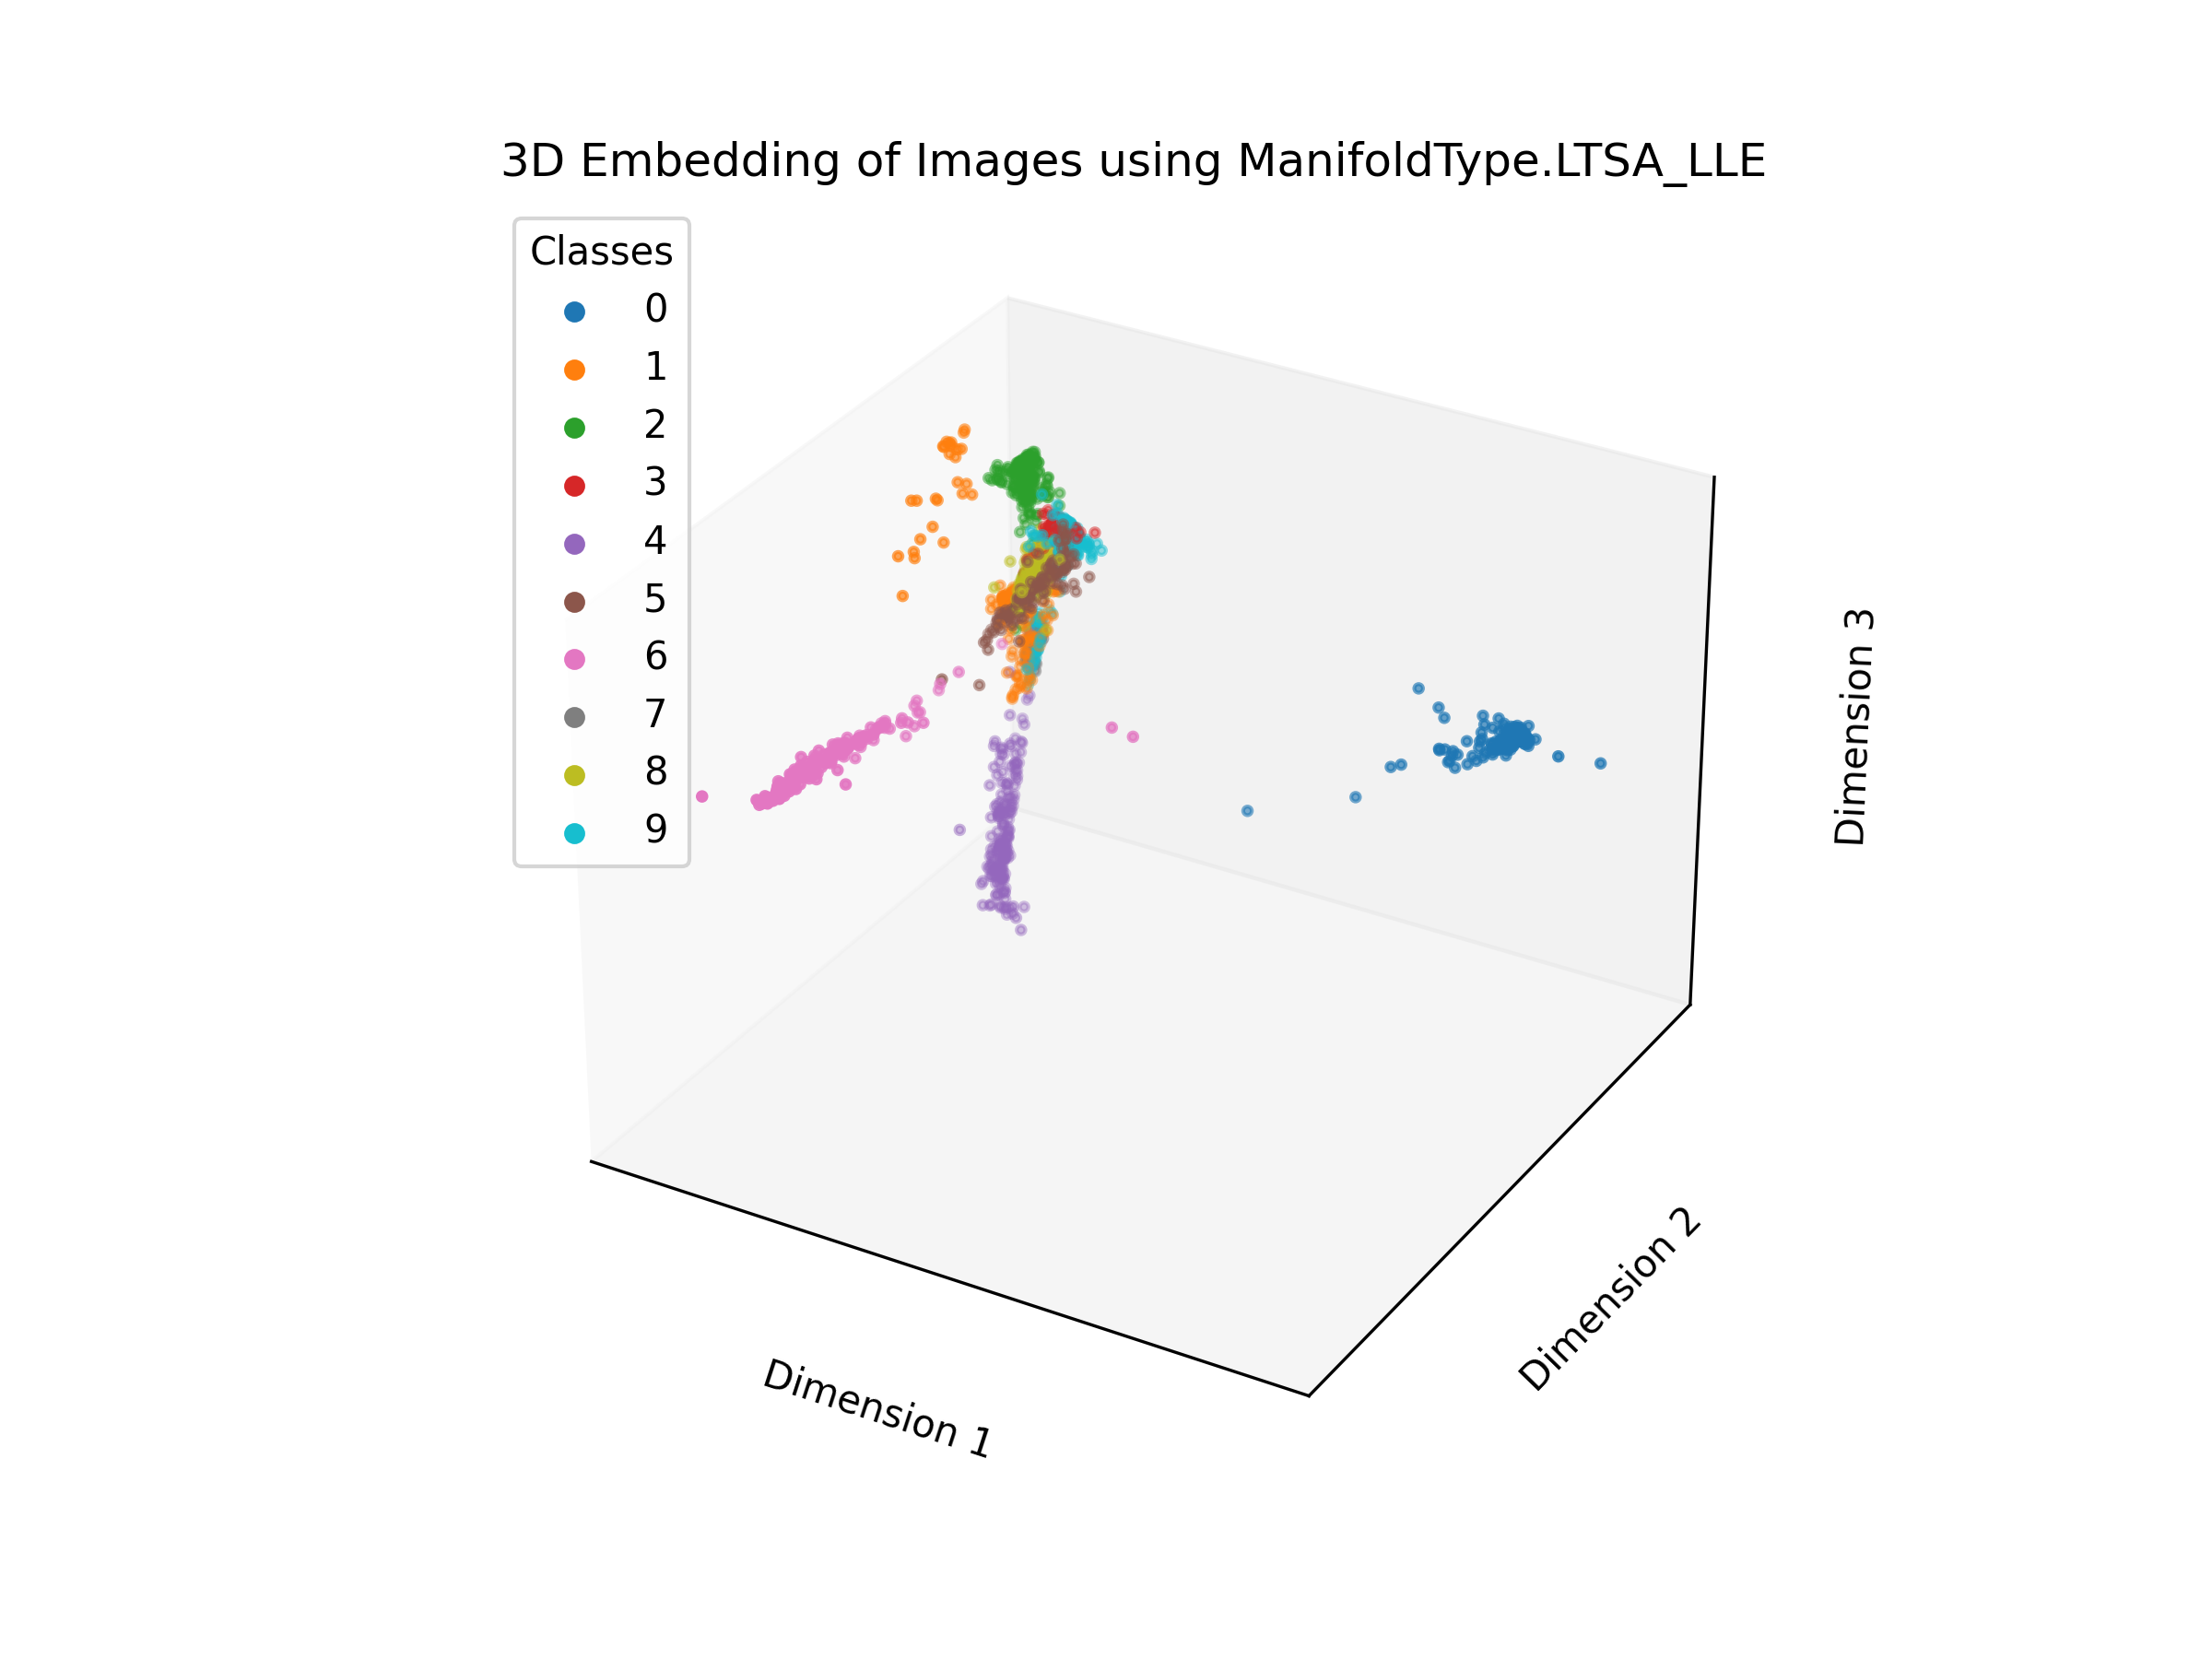 3D Embedding of Images using ManifoldType.LTSA_LLE
Classes
0
1
2
3
4
5
6
7
8
9
Dimension 3
Dimension 2
Dimension 1